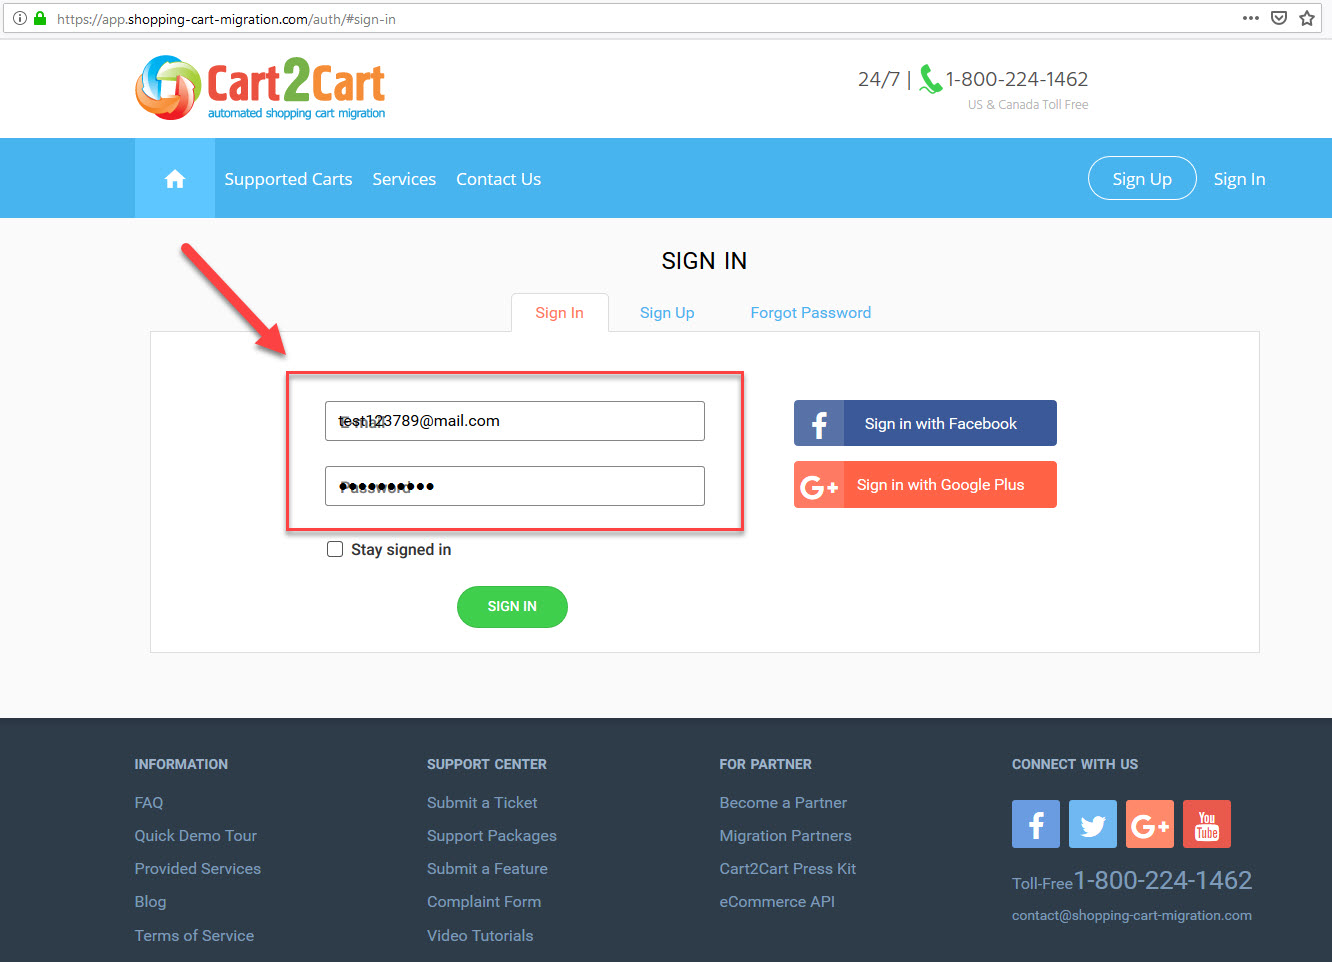 https://app.shopping-cart-migration.com/auth/#sign-in
Cart2Cart
automated shopping cart migration
24/7 | 1-800-224-1462
US & Canada Toll Free
Supported Carts Services Contact Us Sign Up Sign In
SIGN IN
Sign In Sign Up Forgot Password
E-mail
test123789@mail.com
Password
Sign in with Facebook
G+ Sign in with Google Plus
Stay signed in
SIGN IN
INFORMATION
FAQ
Quick Demo Tour
Provided Services
Blog
Terms of Service
SUPPORT CENTER
Submit a Ticket
Support Packages
Submit a Feature
Complaint Form
Video Tutorials
FOR PARTNER
Become a Partner
Migration Partners
Cart2Cart Press Kit
eCommerce API
CONNECT WITH US
f G+ You Tube
Toll-Free 1-800-224-1462
contact@shopping-cart-migration.com